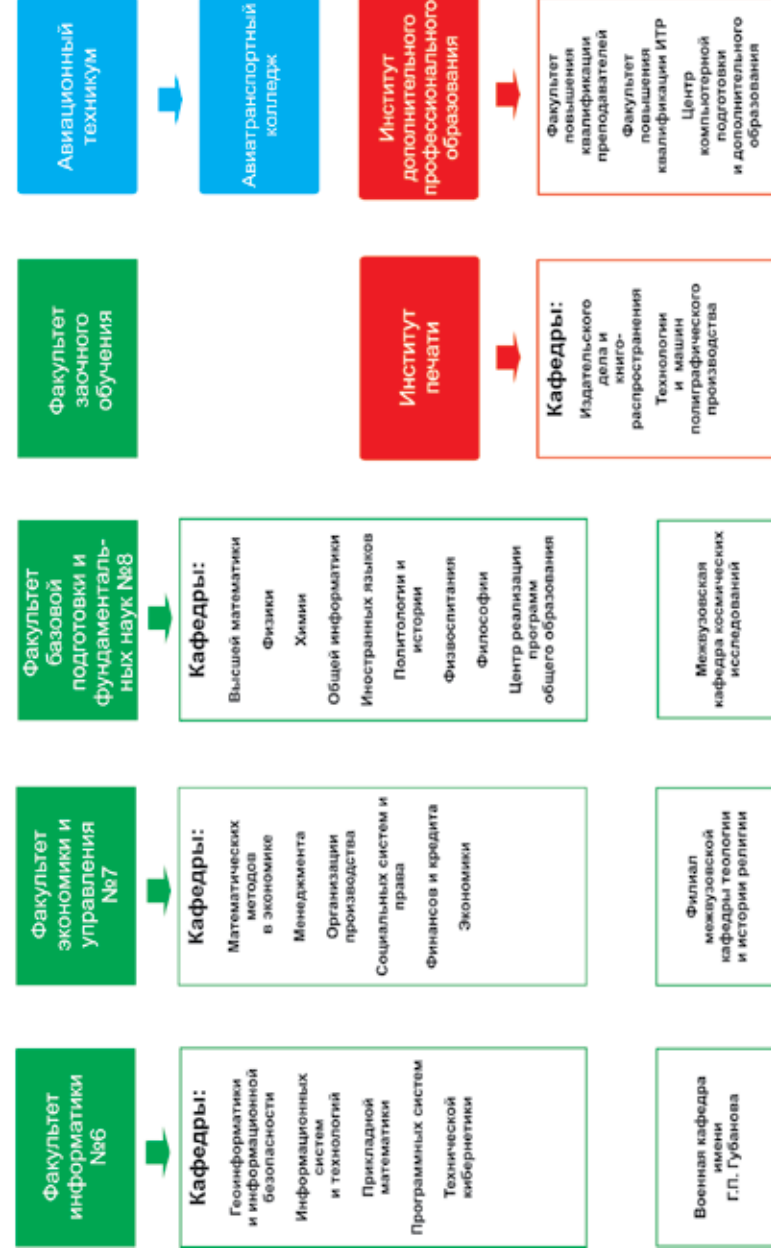 Факультет
информатики
№6
Кафедры:
Геоинформатики
и информационной
безопасности
Информационных
систем
и технологий
Прикладной
математики
Программных систем
Технической
кибернетики
Военная кафедра
имени
Г.П. Губанова
Факультет
экономики и
управления
№7
Кафедры:
Математических
методов
в экономике
Менеджмента
Организации
производства
Социальных систем и
права
Финансов и кредита
Экономики
Филиал
межвузовской
кафедры теологии
и истории религии
Факультет
базовой
подготовки и
фундаменталь-
ных наук №8
Кафедры:
Высшей математики
Физики
Химии
Общей информатики
Иностранных языков
Политологии и
истории
Физвоспитания
Философии
Центр реализации
программ
общего образования
Межвузовская
кафедра космических
исследований
Факультет
заочного
обучения
Институт
печати
Кафедры:
Издательского
дела и
книго-
распространения
Технологии
и машин
полиграфического
производства
Авиационный
техникум
Авиатранспортный
колледж
Институт
дополнительного
профессионального
образования
Факультет
повышения
квалификации
преподавателей
Факультет
повышения
квалификации ИТР
Центр
компьютерной
подготовки
и дополнительного
образования